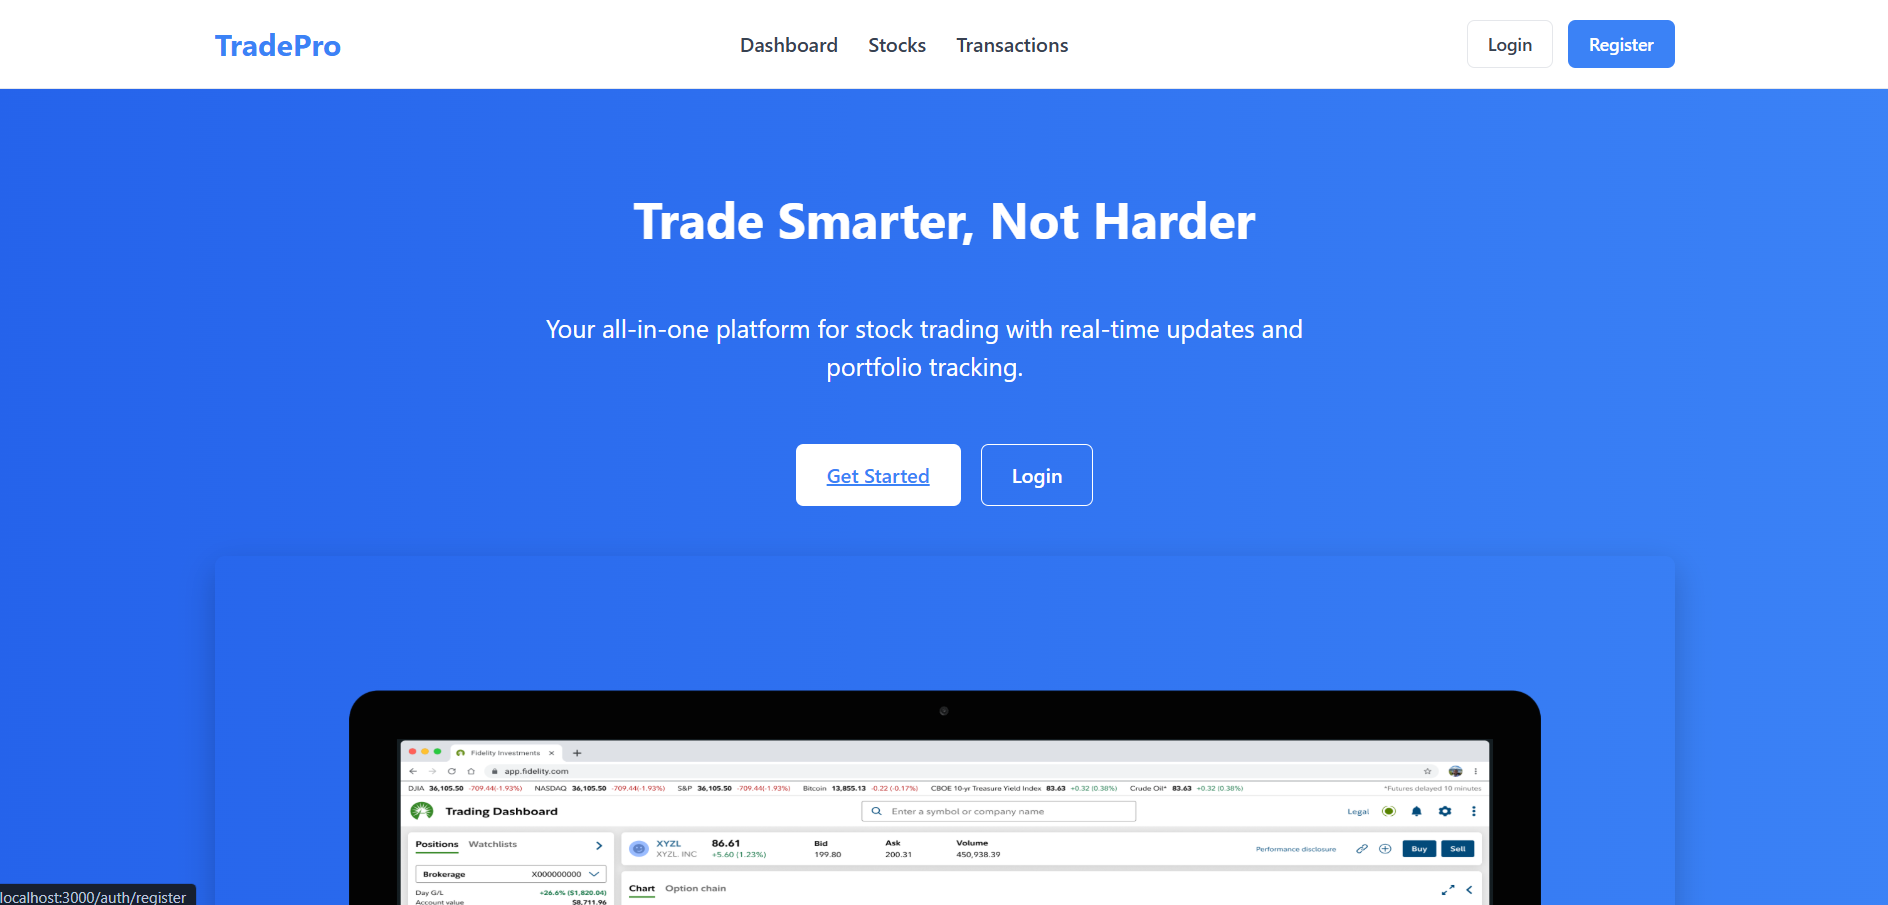 TradePro
Dashboard Stocks Transactions
Login Register
Trade Smarter, Not Harder
Your all-in-one platform for stock trading with real-time updates and
portfolio tracking.
Get Started Login
Fidelity Investments
app.fidelity.com
DJIA 36,105.50 -709.44(-1.93%) NASDAQ 36,105.50 -709.44(-1.93%) S&P 36,105.50 -709.44(-1.93%) Bitcoin 13,855.13 -0.22 (-0.17%) CBOE 10-yr Treasure Yield Index 83.63 +0.32 (0.38%) Crude Oil* 83.63 +0.32 (0.38%) *Futures delayed 10 minutes
Trading Dashboard Enter a symbol or company name Legal
Positions Watchlists
Brokerage X000000000
Day G/L +26.6% ($1,820.04)
Account value $8,711.96
XYZL 86.61 Bid Ask Volume
XYZL. INC +5.60 (1.23%) 199.80 200.31 450,938.39
Performance disclosure Buy Sell
Chart Option chain
localhost:3000/auth/register